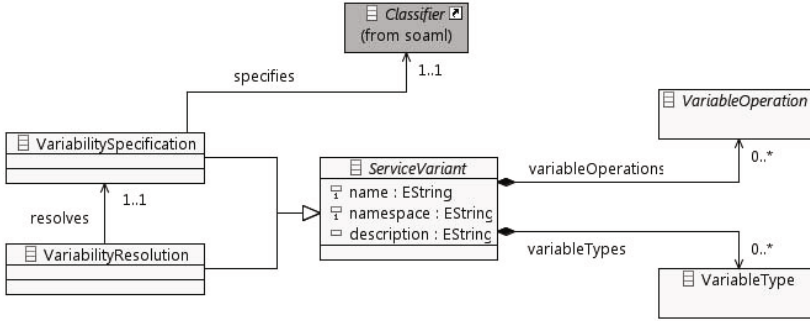 Classifier
(from soaml)
1..1
specifies
VariableOperation
VariabilitySpecification
0..*
ServiceVariant
variableOperations
name : EString
1..1
resolves
namespace : EString
description : EString
VariabilityResolution
variableTypes
0..*
VariableType